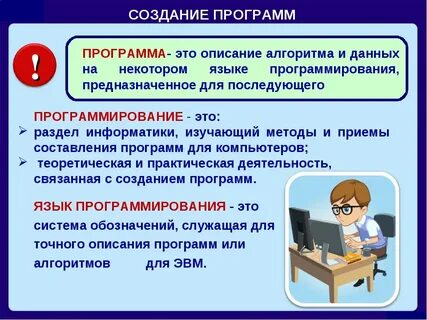 СОЗДАНИЕ ПРОГРАММ
!
ПРОГРАММА- это описание алгоритма и данных
на некотором языке программирования,
предназначенное для последующего
ПРОГРАММИРОВАНИЕ - это:
раздел информатики, изучающий методы и приемы
составления программ для компьютеров;
теоретическая и практическая деятельность,
связанная с созданием программ.
ЯЗЫК ПРОГРАММИРОВАНИЯ - это
система обозначений, служащая для
точного описания программ или
алгоритмов для ЭВМ.